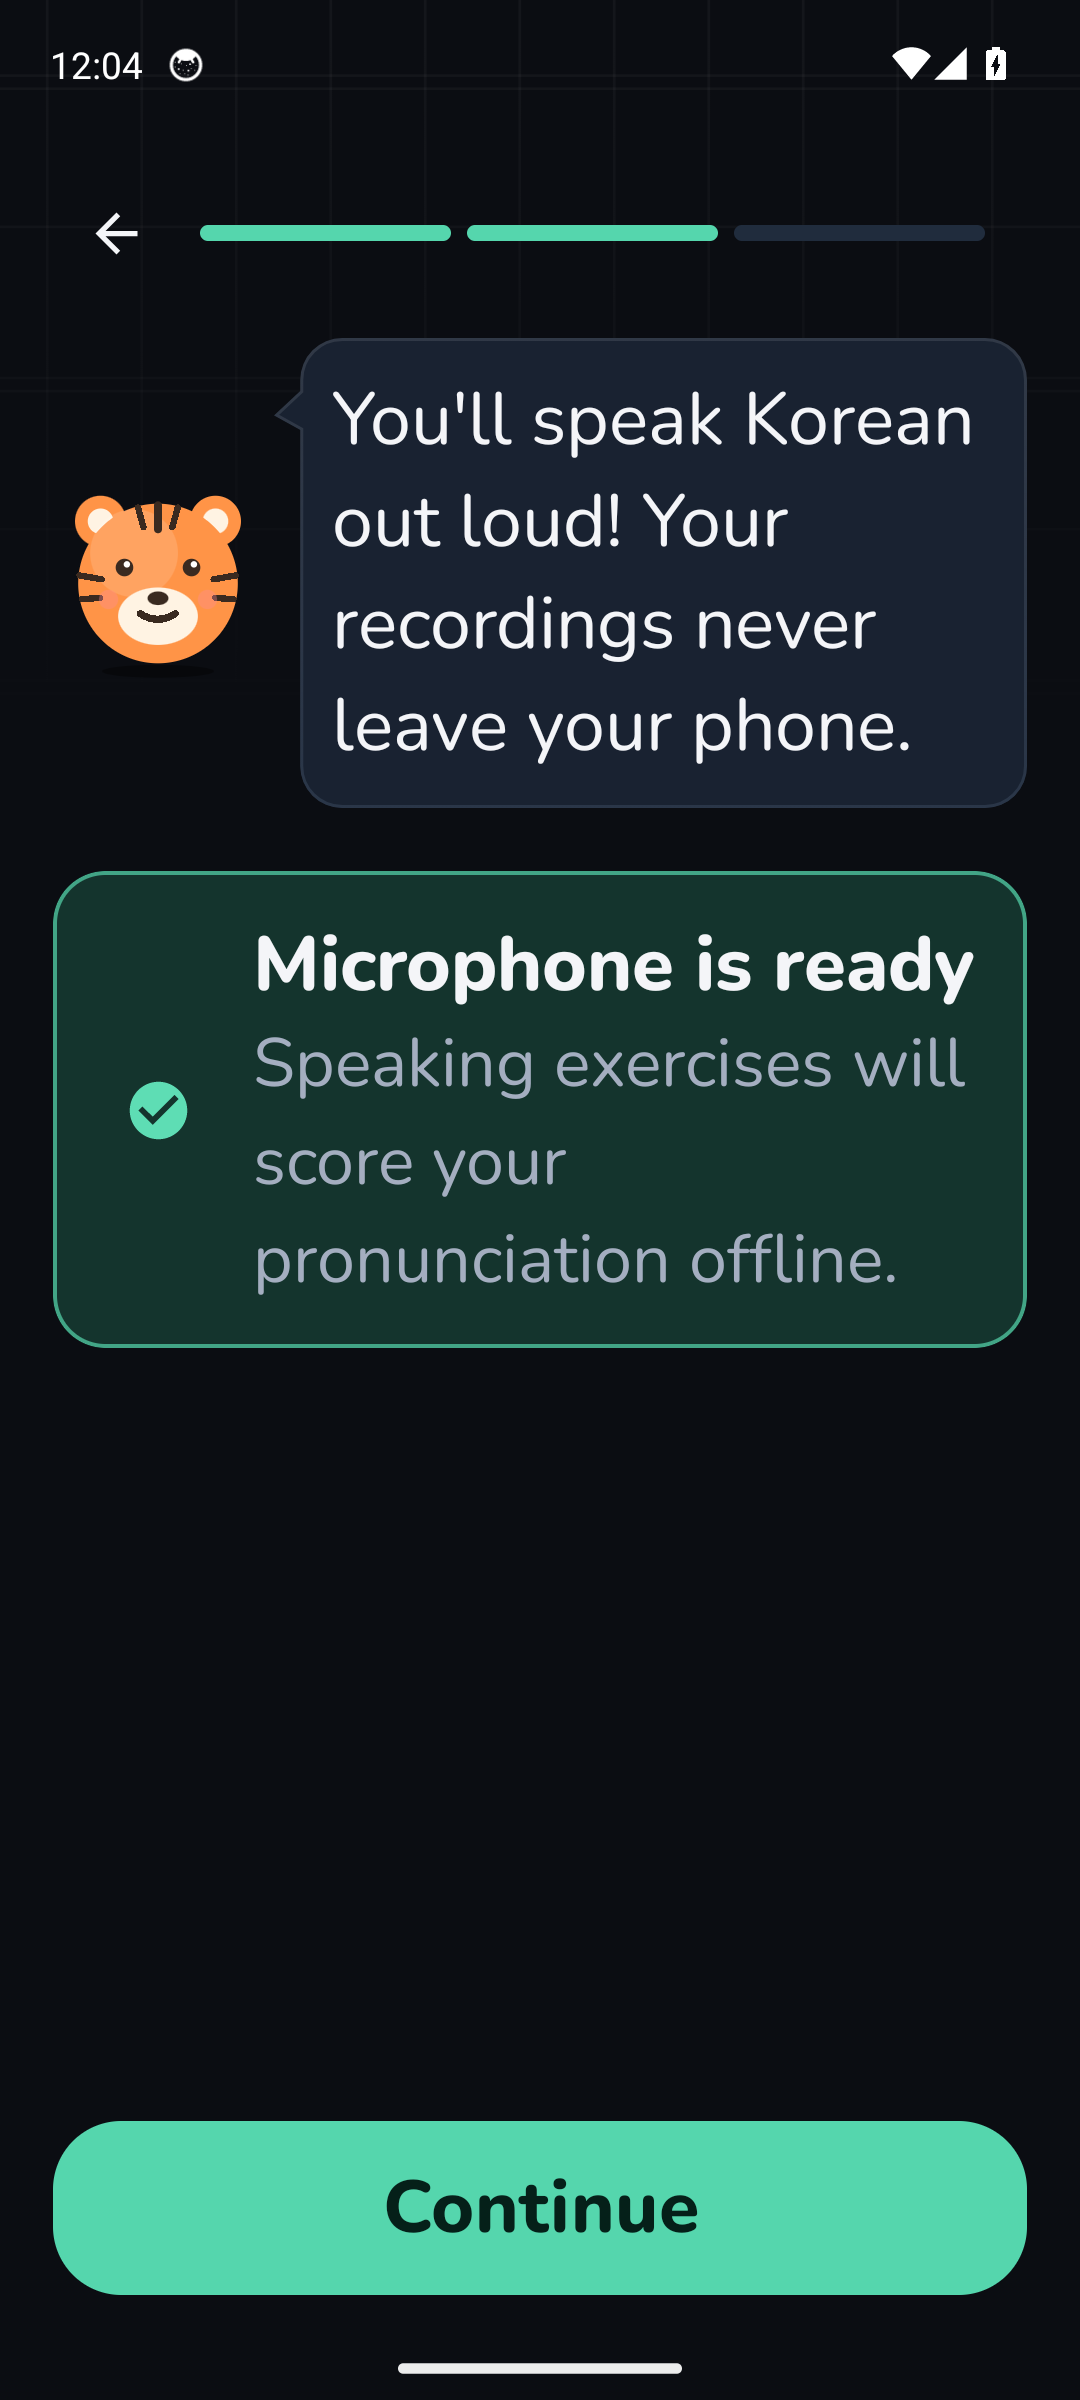 12:04
You'll speak Korean
out loud! Your
recordings never
leave your phone.
Microphone is ready
Speaking exercises will
score your
pronunciation offline.
Continue